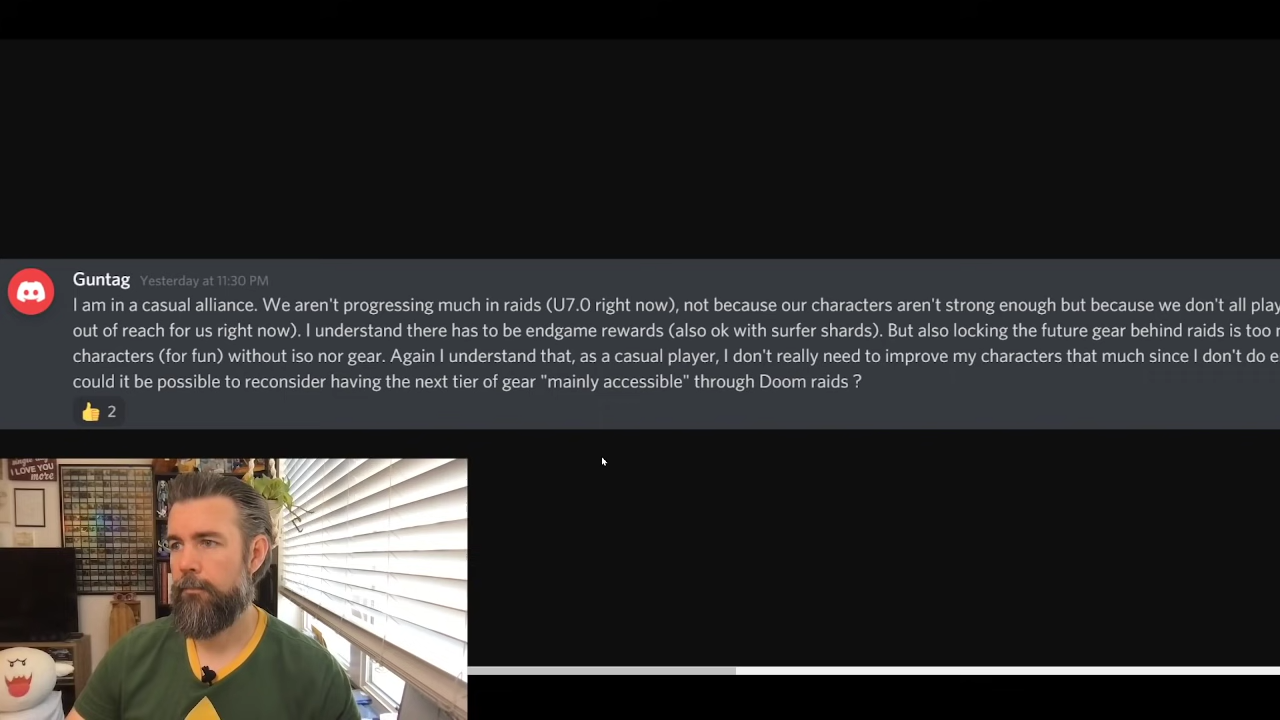 Guntag Yesterday at 11:30 PM
I am in a casual alliance. We aren't progressing much in raids (U7.0 right now), not because our characters aren't strong enough but because we don't all play
out of reach for us right now). I understand there has to be endgame rewards (also ok with surfer shards). But also locking the future gear behind raids is too
characters (for fun) without iso nor gear. Again I understand that, as a casual player, I don't really need to improve my characters that much since I don't do e
could it be possible to reconsider having the next tier of gear "mainly accessible" through Doom raids ?
👍 2
I LOVE YOU
more